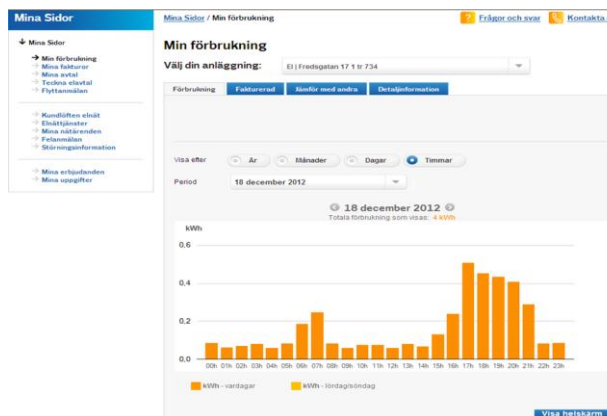 Mina Sidor
Mina Sidor / Min förbrukning
? Frågor och svar
Kontakta
Mina Sidor
Min förbrukning
Mina fakturor
Mina avtal
Teckna elavtal
Flyttanmälan
Kundlöften elnät
Elnättjänster
Mina nätärenden
Felanmälan
Störningsinformation
Mina erbjudanden
Mina uppgifter
Min förbrukning
Välj din anläggning:
El | Fredsgatan 17 1 tr 734
Förbrukning
Fakturerad
Jämför med andra
Detaljinformation
Visa efter
År
Månader
Dagar
Timmar
Period
18 december 2012
18 december 2012
Totala förbrukning som visas: 4 kWh
kWh
0.6
0.4
0.2
0.0
00h 01h 02h 03h 04h 05h 06h 07h 08h 09h 10h 11h 12h 13h 14h 15h 16h 17h 18h 19h 20h 21h 22h 23h
kWh - vardagar
kWh - lördag/söndag
Visa helskärm